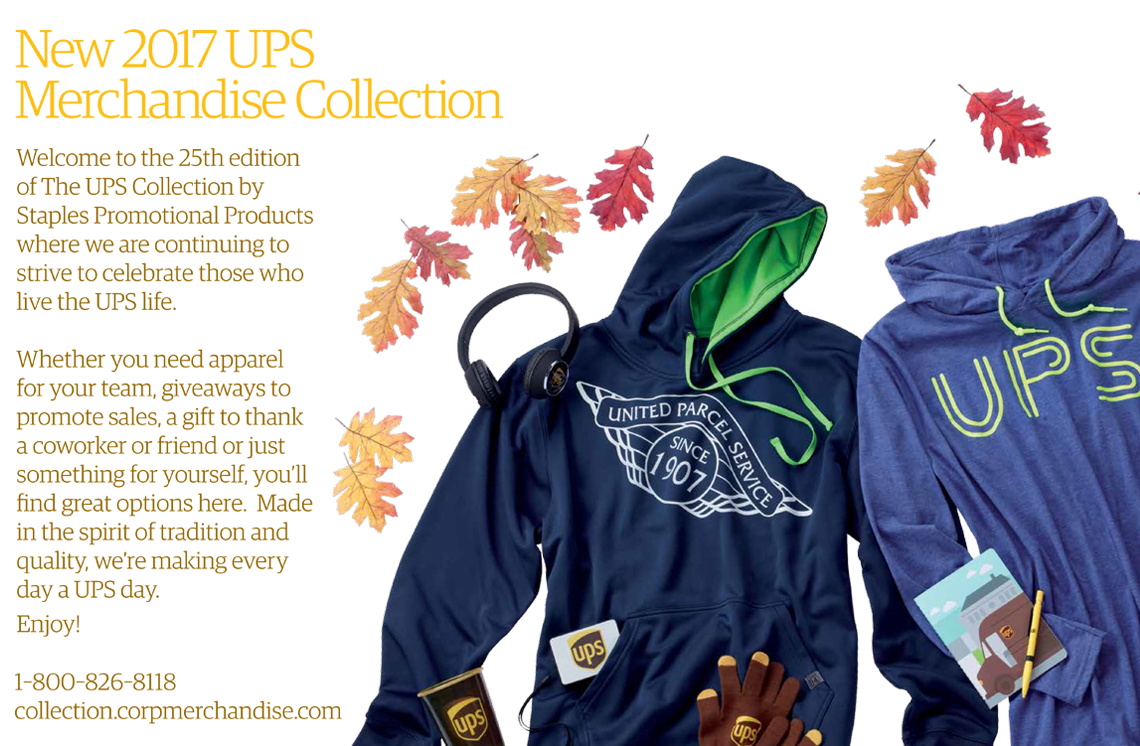 New 2017 UPS
Merchandise Collection
Welcome to the 25th edition
of The UPS Collection by
Staples Promotional Products
where we are continuing to
strive to celebrate those who
live the UPS life.
Whether you need apparel
for your team, giveaways to
promote sales, a gift to thank
a coworker or friend or just
something for yourself, you'll
find great options here.  Made
in the spirit of tradition and
quality, we're making every
day a UPS day.
Enjoy!
1-800-826-8118
collection.corpmerchandise.com
UNITED PARCEL SERVICE
SINCE
1907
UPS
ups
ups
ups
ups